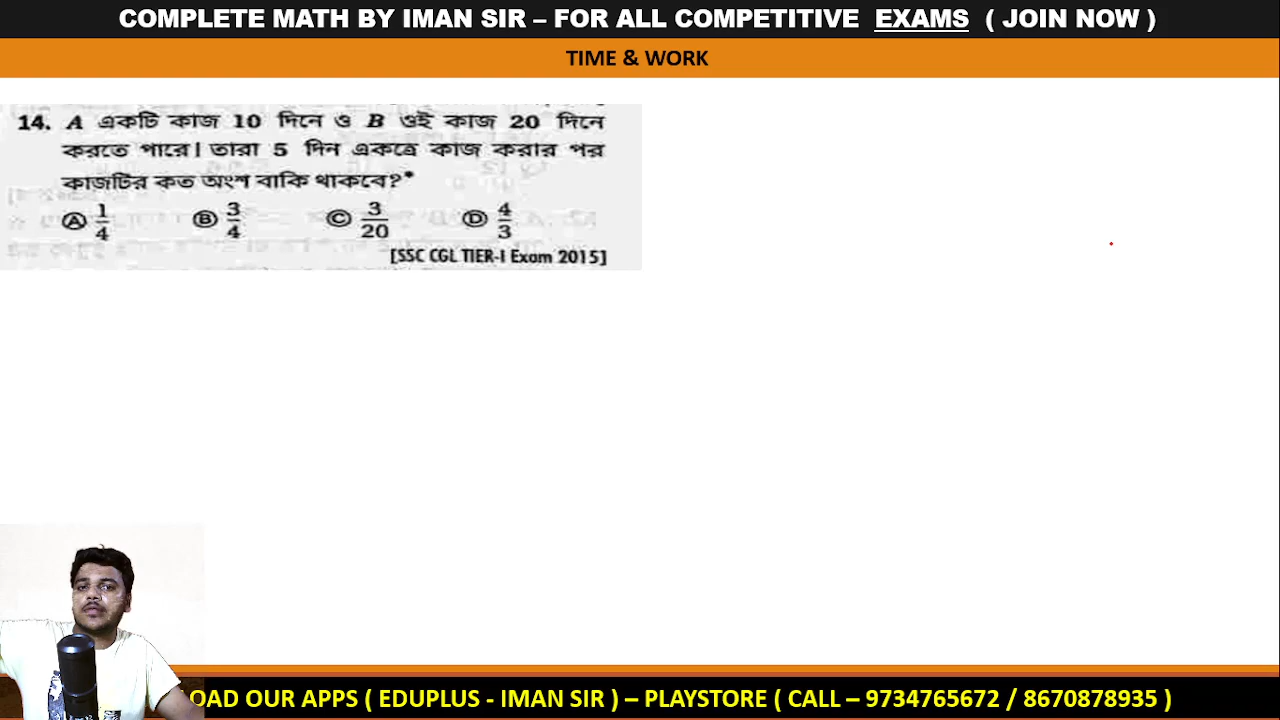 COMPLETE MATH BY IMAN SIR – FOR ALL COMPETITIVE EXAMS ( JOIN NOW )
TIME & WORK
14. A একটি কাজ 10 দিনে ও B ওই কাজ 20 দিনে
করতে পারে। তারা 5 দিন একত্রে কাজ করার পর
কাজটির কত অংশ বাকি থাকবে?*
Ⓐ 1/4 Ⓑ 3/4 Ⓒ 3/20 Ⓓ 4/3
[SSC CGL TIER-I Exam 2015]
OAD OUR APPS ( EDUPLUS - IMAN SIR ) – PLAYSTORE ( CALL – 9734765672 / 8670878935 )